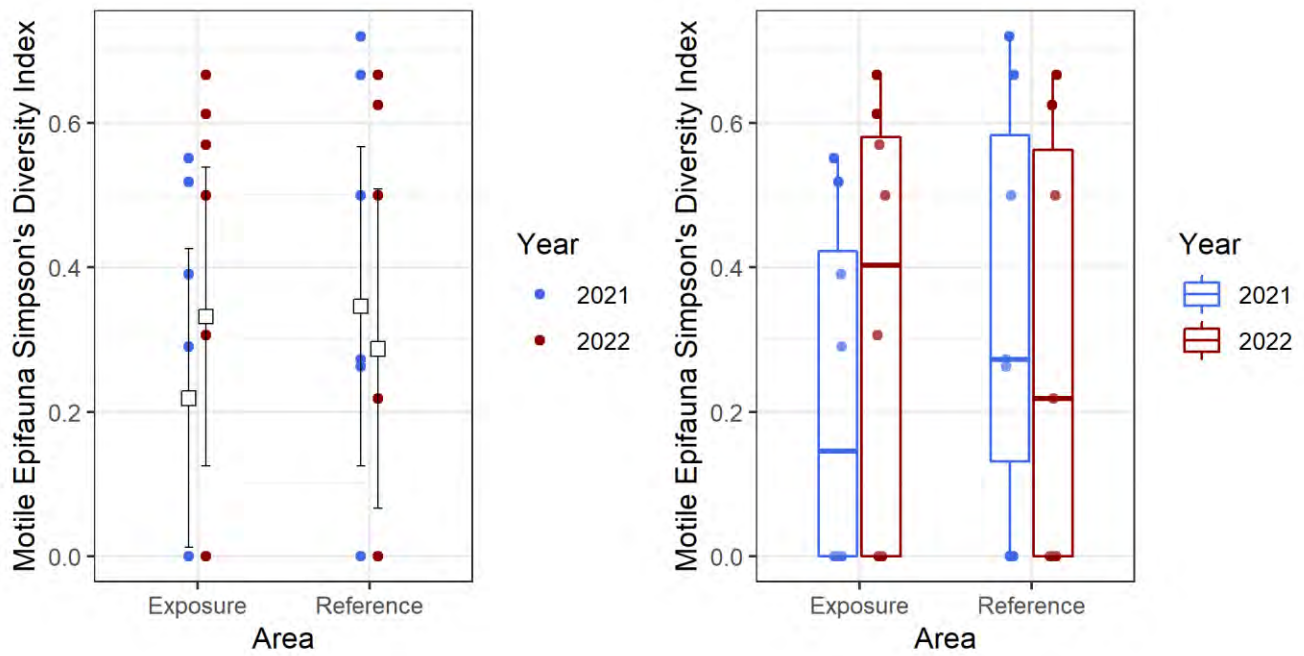 Motile Epifauna Simpson's Diversity Index
0.6
0.4
0.2
0.0
Exposure
Reference
Area
Year
2021
2022
Motile Epifauna Simpson's Diversity Index
0.6
0.4
0.2
0.0
Exposure
Reference
Area
Year
2021
2022